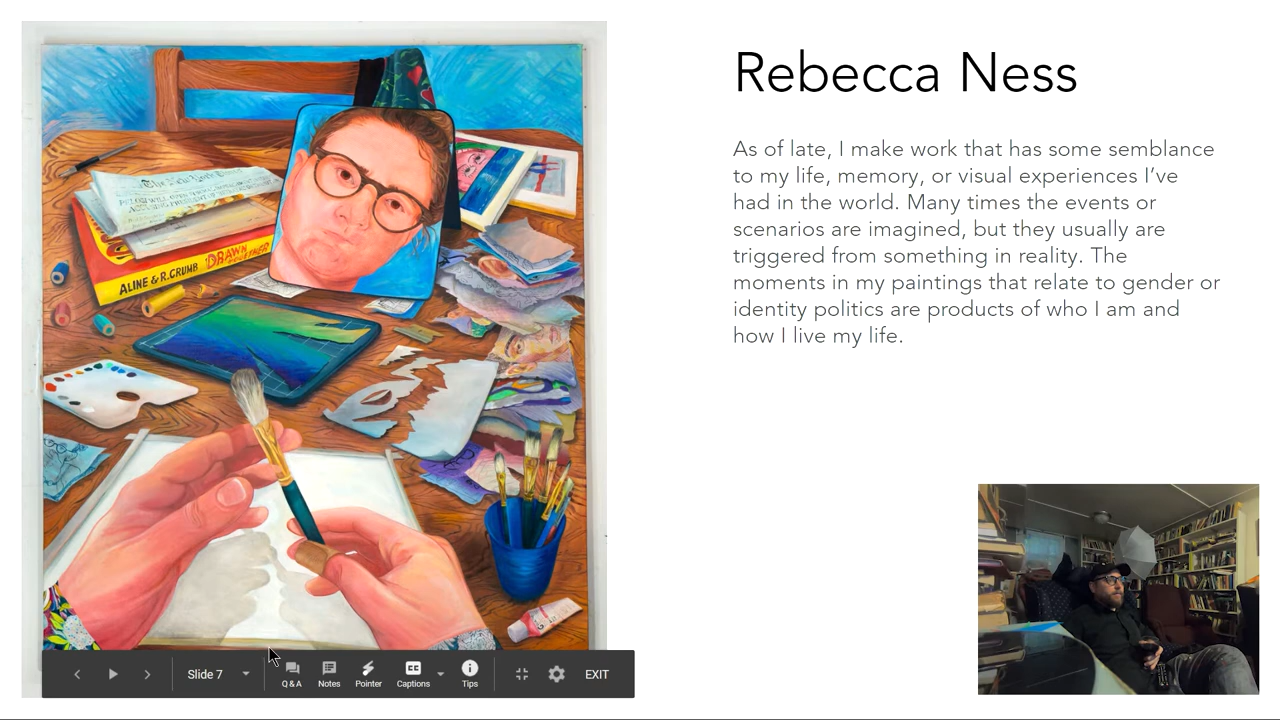 Rebecca Ness
As of late, I make work that has some semblance
to my life, memory, or visual experiences I've
had in the world. Many times the events or
scenarios are imagined, but they usually are
triggered from something in reality. The
moments in my paintings that relate to gender or
identity politics are products of who I am and
how I live my life.
ALINE & R.CRUMB
DRAWN
TOGETHER
Slide 7
Q & A
Notes
Pointer
CC
Captions
Tips
EXIT